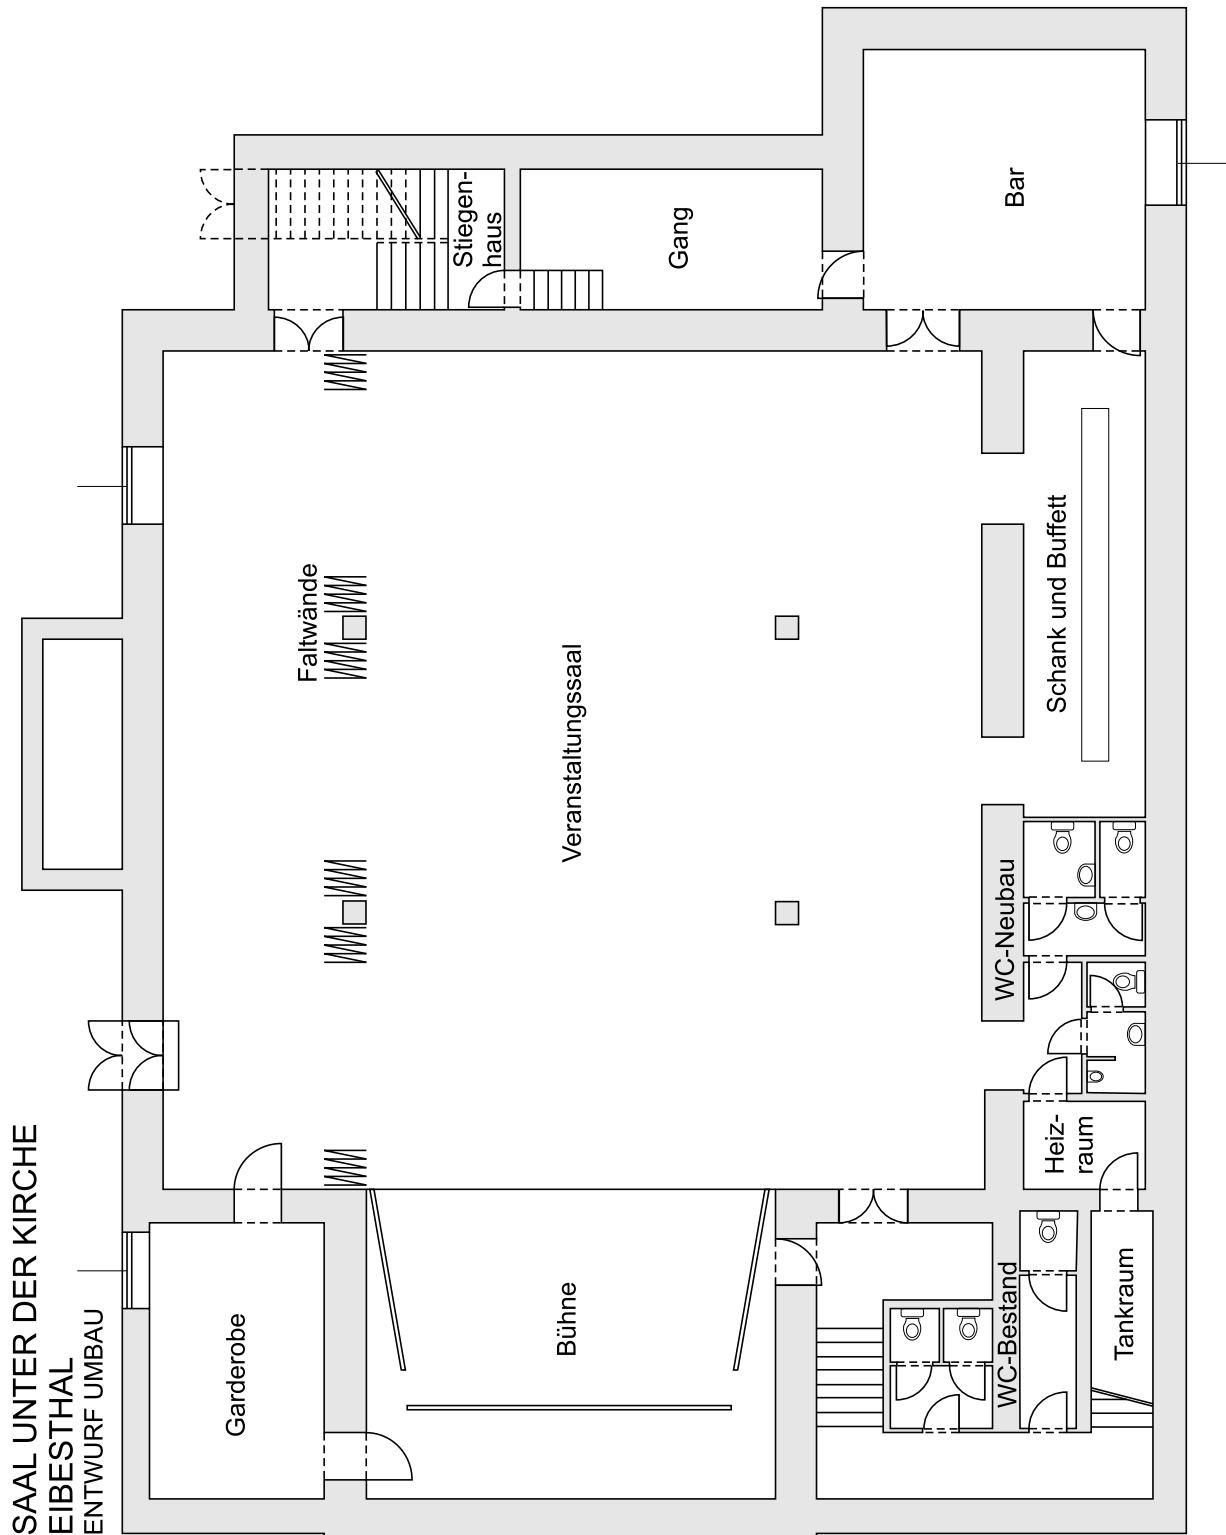 SAAL UNTER DER KIRCHE
EIBESTHAL
ENTWURF UMBAU
Garderobe
Bühne
Faltwände
Veranstaltungssaal
Stiegen-
haus
Gang
Bar
Schank und Buffett
WC-Neubau
Heiz-
raum
WC-Bestand
Tankraum